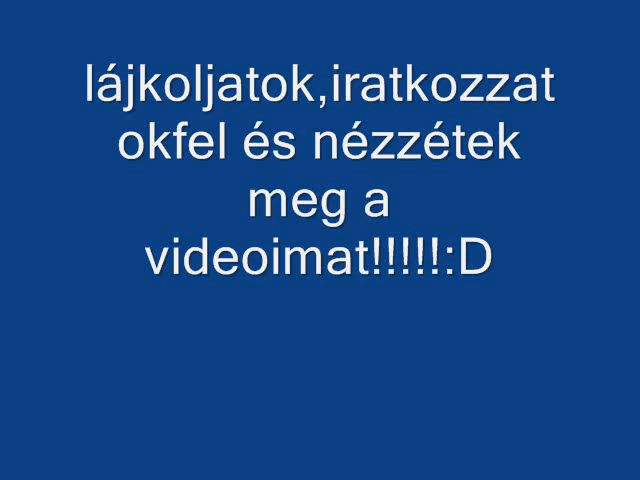 lájkoljatok,iratkozzat
okfel és nézzétek
meg a
videoimat!!!!!:D